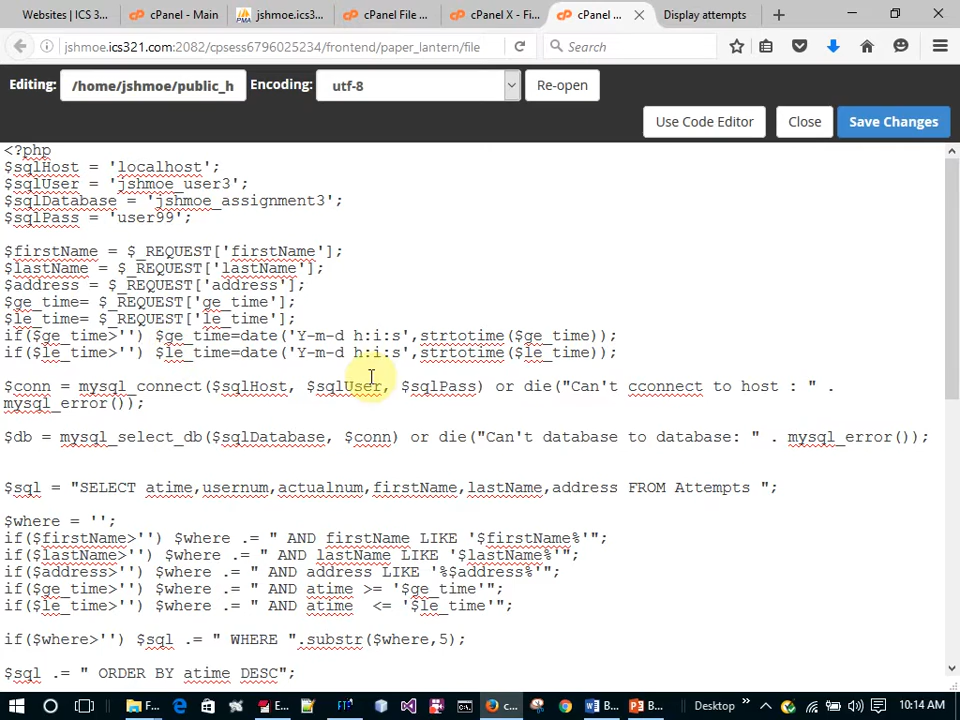 Websites | ICS 3... cPanel - Main jshmoe.ics3... cPanel File ... cPanel X - Fi... cPanel ... Display attempts
jshmoe.ics321.com:2082/cpsess6796025234/frontend/paper_lantern/file Search
Editing: /home/jshmoe/public_h Encoding: utf-8 Re-open
Use Code Editor Close Save Changes
<?php
$sqlHost = 'localhost';
$sqlUser = 'jshmoe_user3';
$sqlDatabase = 'jshmoe_assignment3';
$sqlPass = 'user99';
$firstName = $_REQUEST['firstName'];
$lastName = $_REQUEST['lastName'];
$address = $_REQUEST['address'];
$ge_time= $_REQUEST['ge_time'];
$le_time= $_REQUEST['le_time'];
if($ge_time>'') $ge_time=date('Y-m-d h:i:s',strtotime($ge_time));
if($le_time>'') $le_time=date('Y-m-d h:i:s',strtotime($le_time));
$conn = mysql_connect($sqlHost, $sqlUser, $sqlPass) or die("Can't cconnect to host : " .
mysql_error());
$db = mysql_select_db($sqlDatabase, $conn) or die("Can't database to database: " . mysql_error());
$sql = "SELECT atime,usernum,actualnum,firstName,lastName,address FROM Attempts ";
$where = '';
if($firstName>'') $where .= " AND firstName LIKE '$firstName%'";
if($lastName>'') $where .= " AND lastName LIKE '$lastName%'";
if($address>'') $where .= " AND address LIKE '%$address%'";
if($ge_time>'') $where .= " AND atime >= '$ge_time'";
if($le_time>'') $where .= " AND atime  <= '$le_time'";
if($where>'') $sql .= " WHERE ".substr($where,5);
$sql .= " ORDER BY atime DESC";
F... E... c... B... B... Desktop 10:14 AM